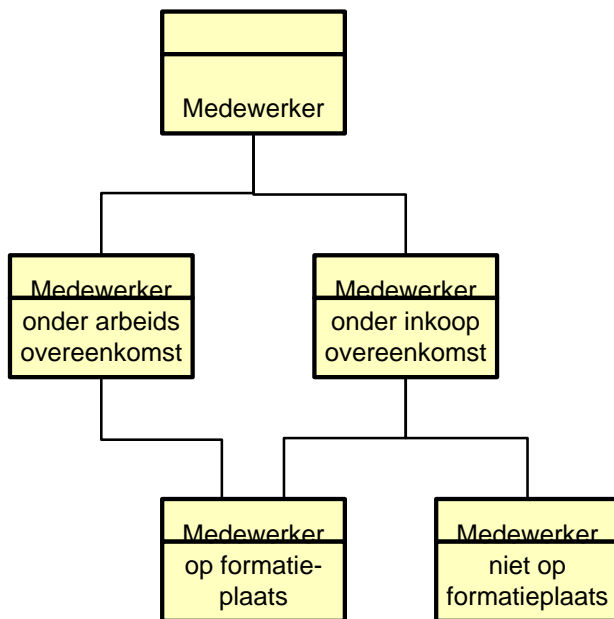 Medewerker
Medewerker
onder arbeids
overeenkomst
Medewerker
onder inkoop
overeenkomst
Medewerker
op formatie-
plaats
Medewerker
niet op
formatieplaats